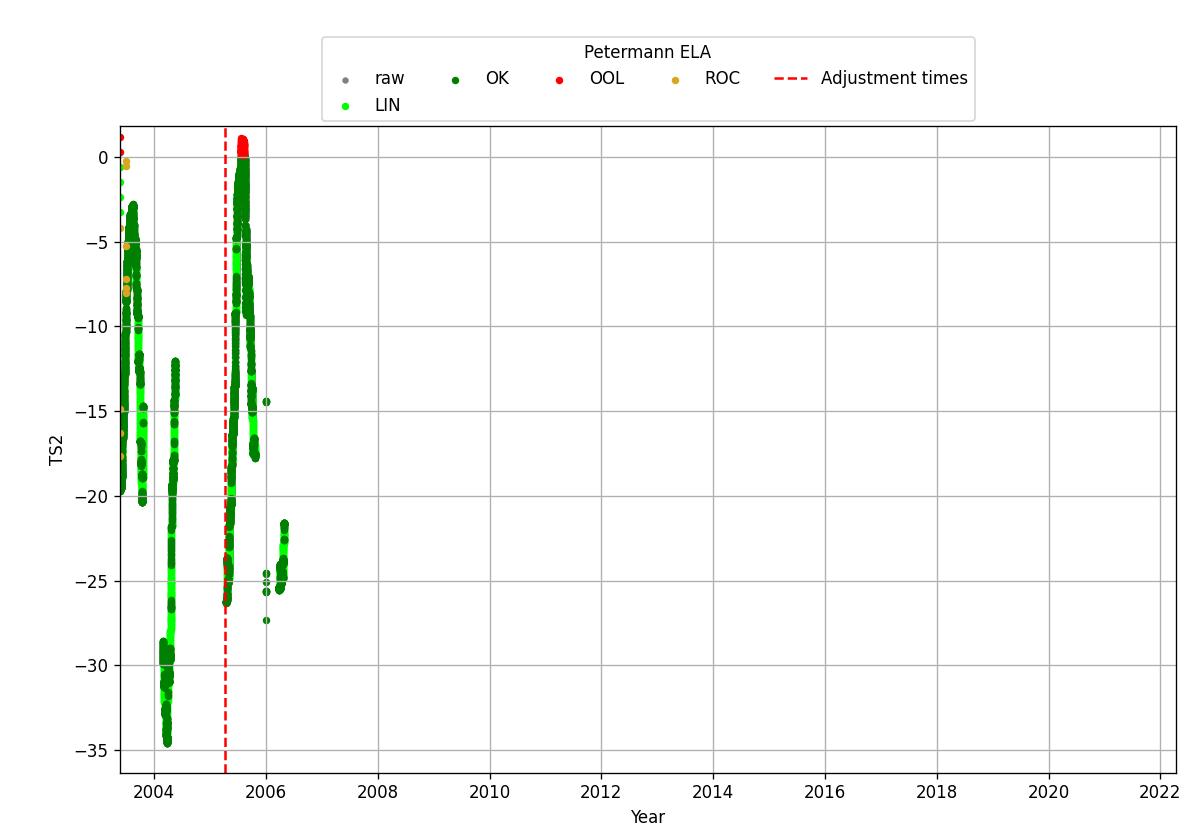 Petermann ELA
raw OK OOL ROC Adjustment times
LIN
0
−5
−10
−15
−20
−25
−30
−35
TS2
2004 2006 2008 2010 2012 2014 2016 2018 2020 2022
Year